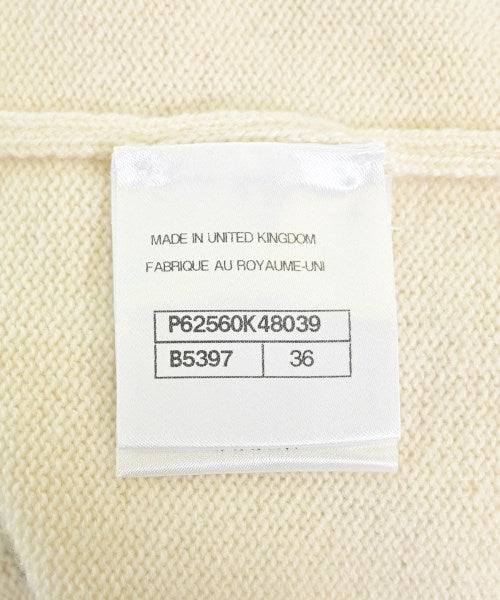 MADE IN UNITED KINGDOM
FABRIQUE AU ROYAUME-UNI
P62560K48039
B5397 36